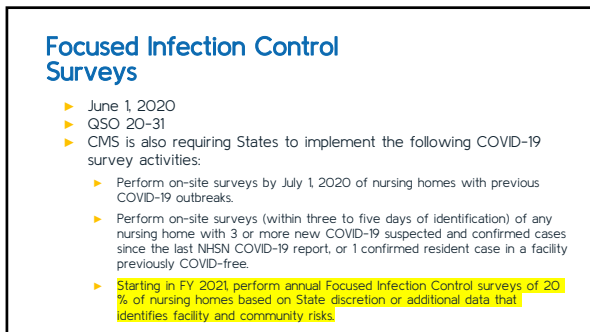 Focused Infection Control
Surveys
► June 1, 2020
► QSO 20-31
► CMS is also requiring States to implement the following COVID-19
survey activities:
► Perform on-site surveys by July 1, 2020 of nursing homes with previous
COVID-19 outbreaks.
► Perform on-site surveys (within three to five days of identification) of any
nursing home with 3 or more new COVID-19 suspected and confirmed cases
since the last NHSN COVID-19 report, or 1 confirmed resident case in a facility
previously COVID-free.
► Starting in FY 2021, perform annual Focused Infection Control surveys of 20
% of nursing homes based on State discretion or additional data that
identifies facility and community risks.